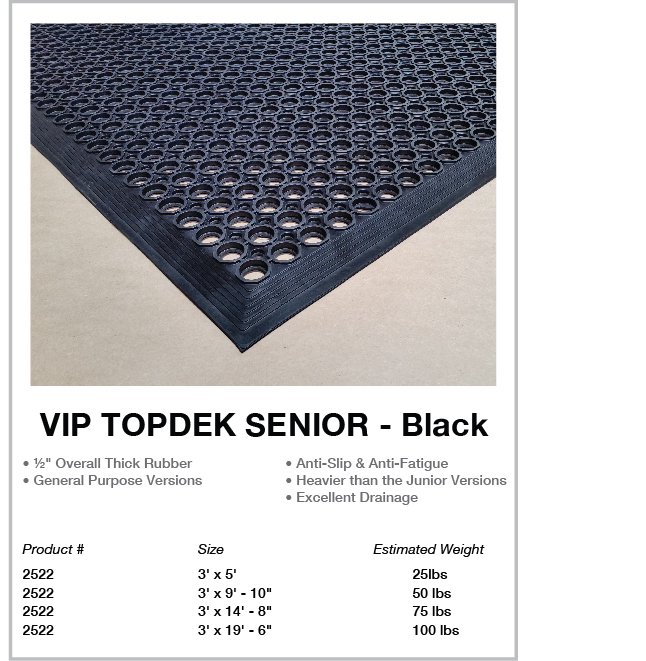 VIP TOPDEK SENIOR - Black
• ½" Overall Thick Rubber
• General Purpose Versions
• Anti-Slip & Anti-Fatigue
• Heavier than the Junior Versions
• Excellent Drainage
Product # Size Estimated Weight
2522 3' x 5' 25lbs
2522 3' x 9' - 10" 50 lbs
2522 3' x 14' - 8" 75 lbs
2522 3' x 19' - 6" 100 lbs